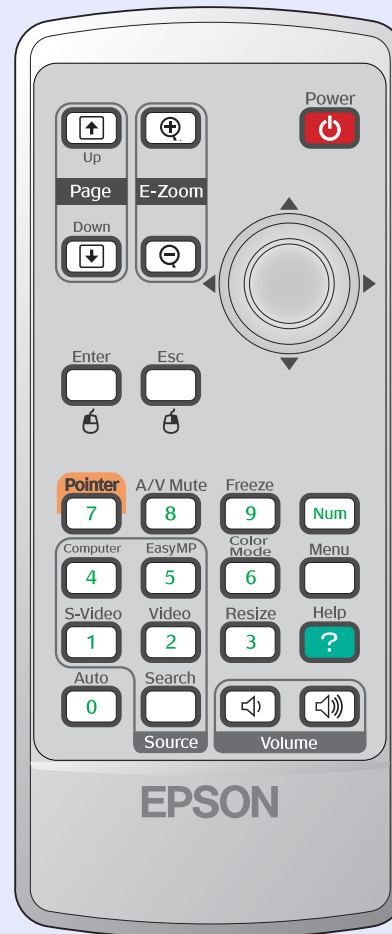 Power
Up
Page E-Zoom
Down
Enter Esc
Pointer A/V Mute Freeze
7 8 9 Num
Computer EasyMP Color Mode Menu
4 5 6
S-Video Video Resize Help
1 2 3 ?
Auto Search
0
Source Volume
EPSON